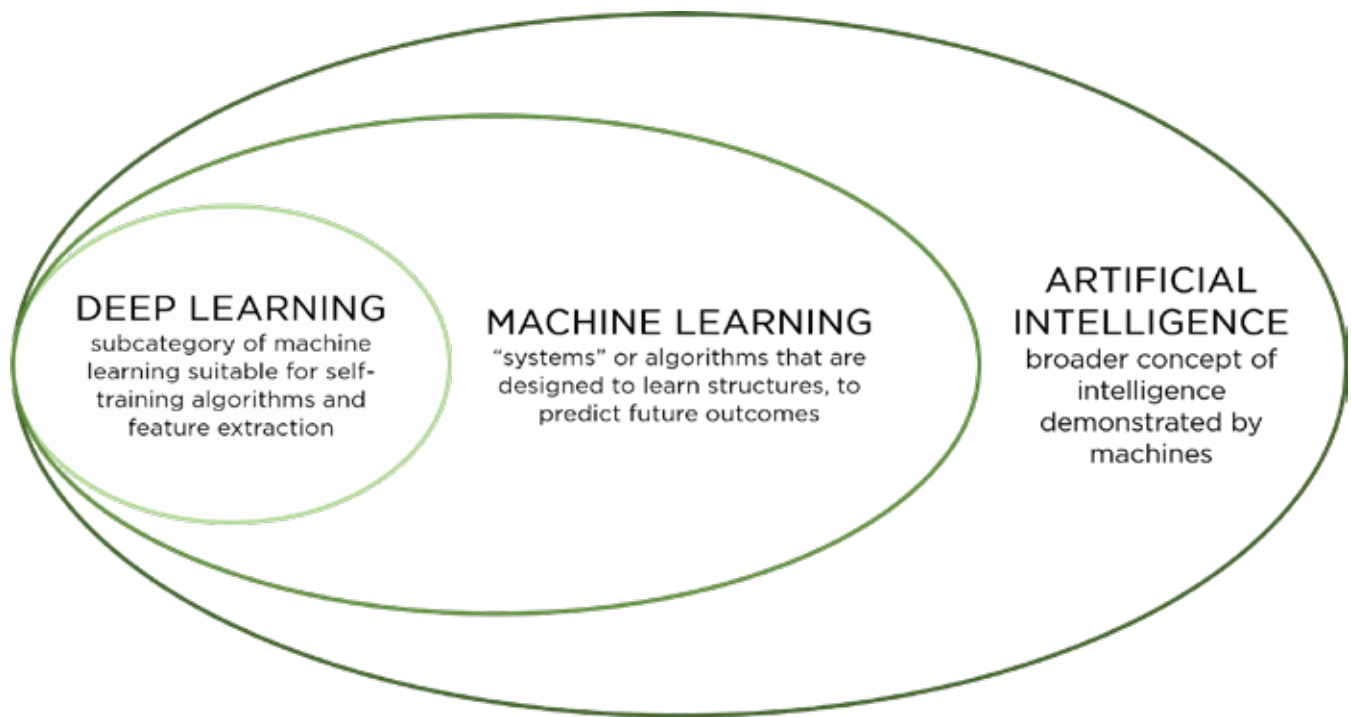 DEEP LEARNING
subcategory of machine
learning suitable for self-
training algorithms and
feature extraction
MACHINE LEARNING
“systems” or algorithms that are
designed to learn structures, to
predict future outcomes
ARTIFICIAL
INTELLIGENCE
broader concept of
intelligence
demonstrated by
machines